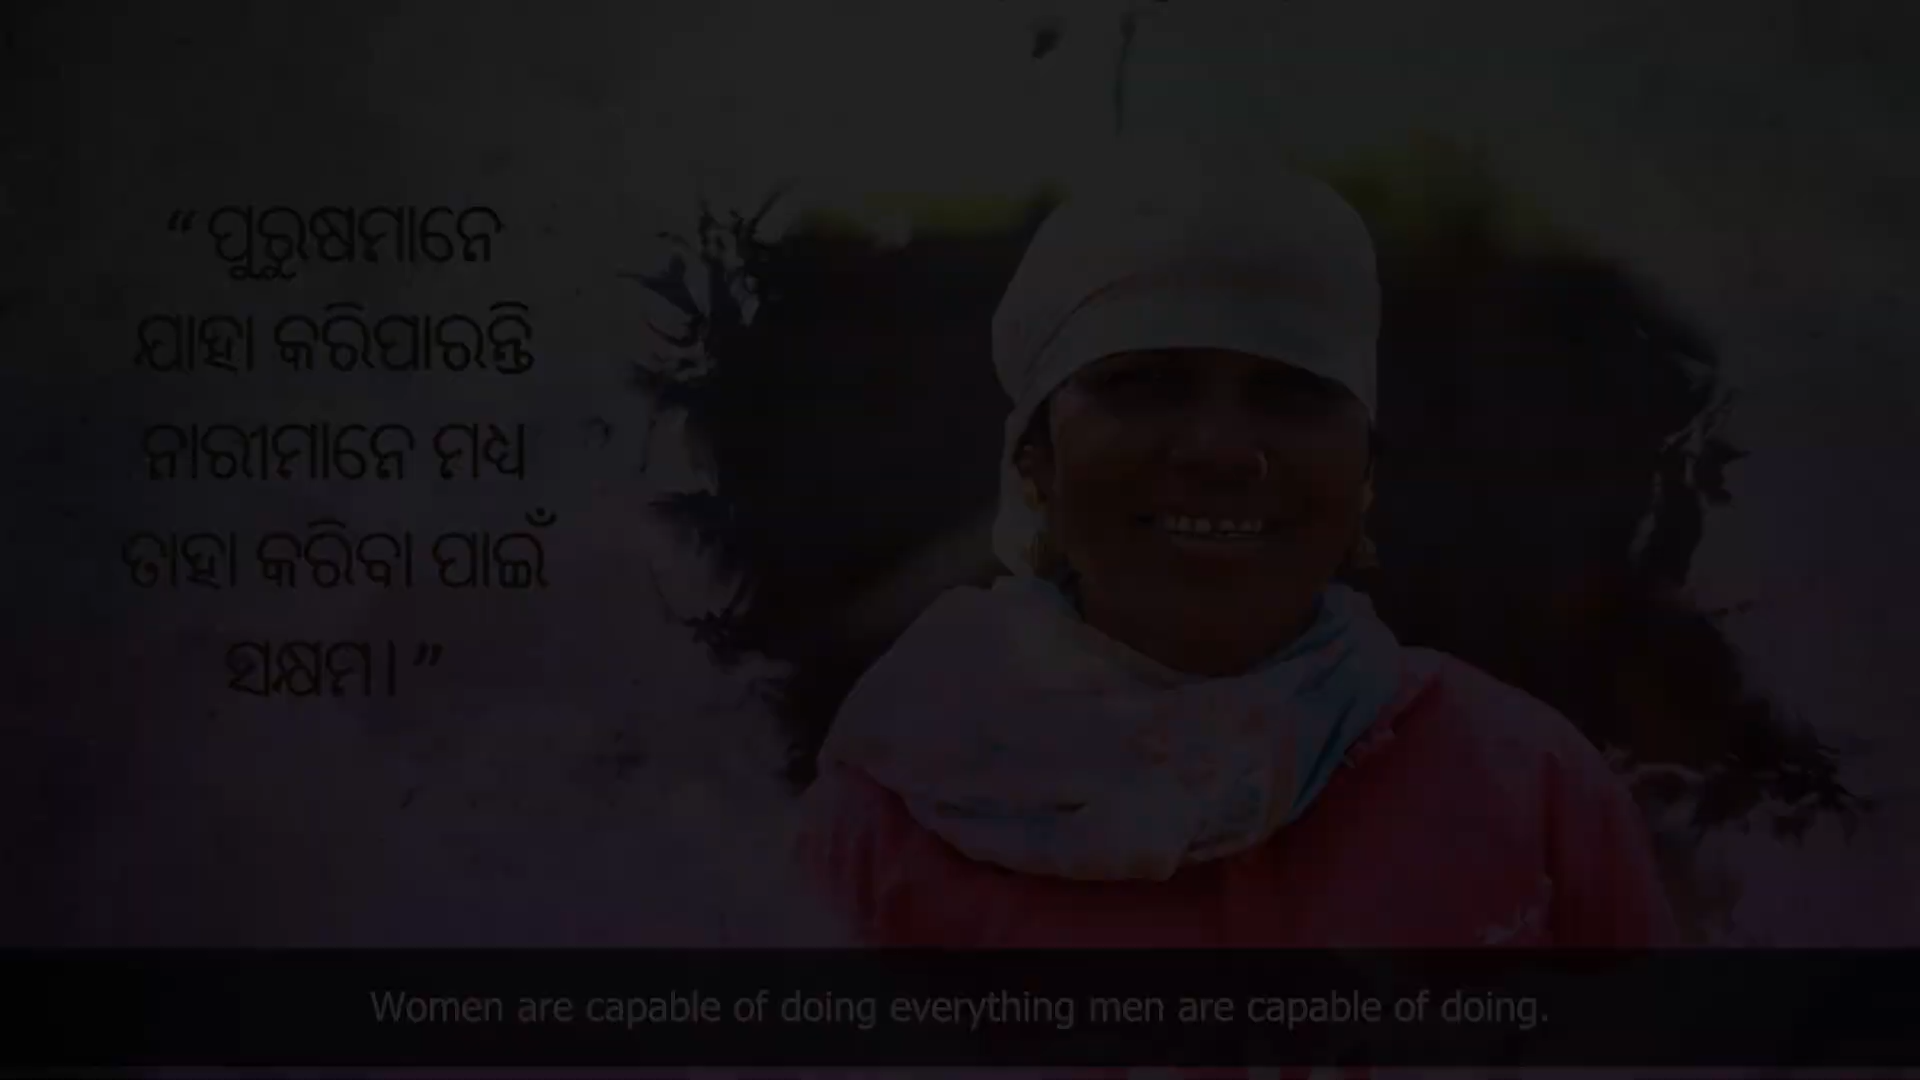 “ ପୁରୁଷମାନେ
ଯାହା କରିପାରନ୍ତି
ନାରୀମାନେ ମଧ୍ୟ
ତାହା କରିବା ପାଇଁ
ସକ୍ଷମ। ”
Women are capable of doing everything men are capable of doing.